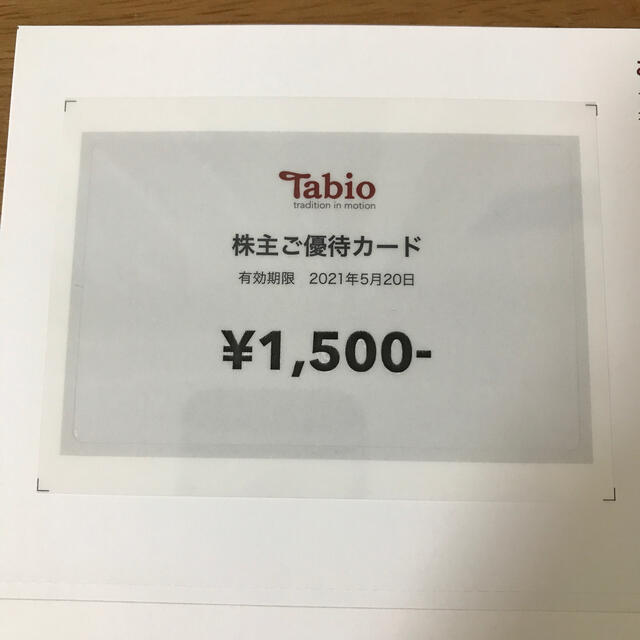 Tabio
tradition in motion
株主ご優待カード
有効期限 2021年5月20日
¥1,500-